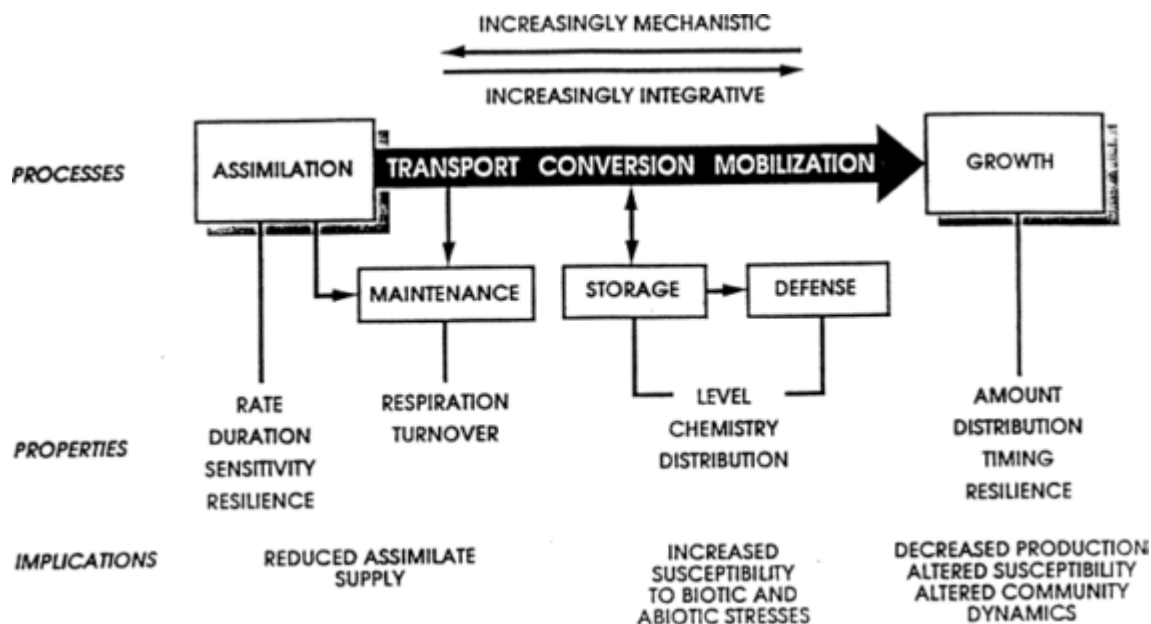 INCREASINGLY MECHANISTIC
INCREASINGLY INTEGRATIVE
PROCESSES
ASSIMILATION
TRANSPORT CONVERSION MOBILIZATION
GROWTH
MAINTENANCE
STORAGE
DEFENSE
PROPERTIES
RATE
DURATION
SENSITIVITY
RESILIENCE
RESPIRATION
TURNOVER
LEVEL
CHEMISTRY
DISTRIBUTION
AMOUNT
DISTRIBUTION
TIMING
RESILIENCE
IMPLICATIONS
REDUCED ASSIMILATE
SUPPLY
INCREASED
SUSCEPTIBILITY
TO BIOTIC AND
ABIOTIC STRESSES
DECREASED PRODUCTION
ALTERED SUSCEPTIBILITY
ALTERED COMMUNITY
DYNAMICS